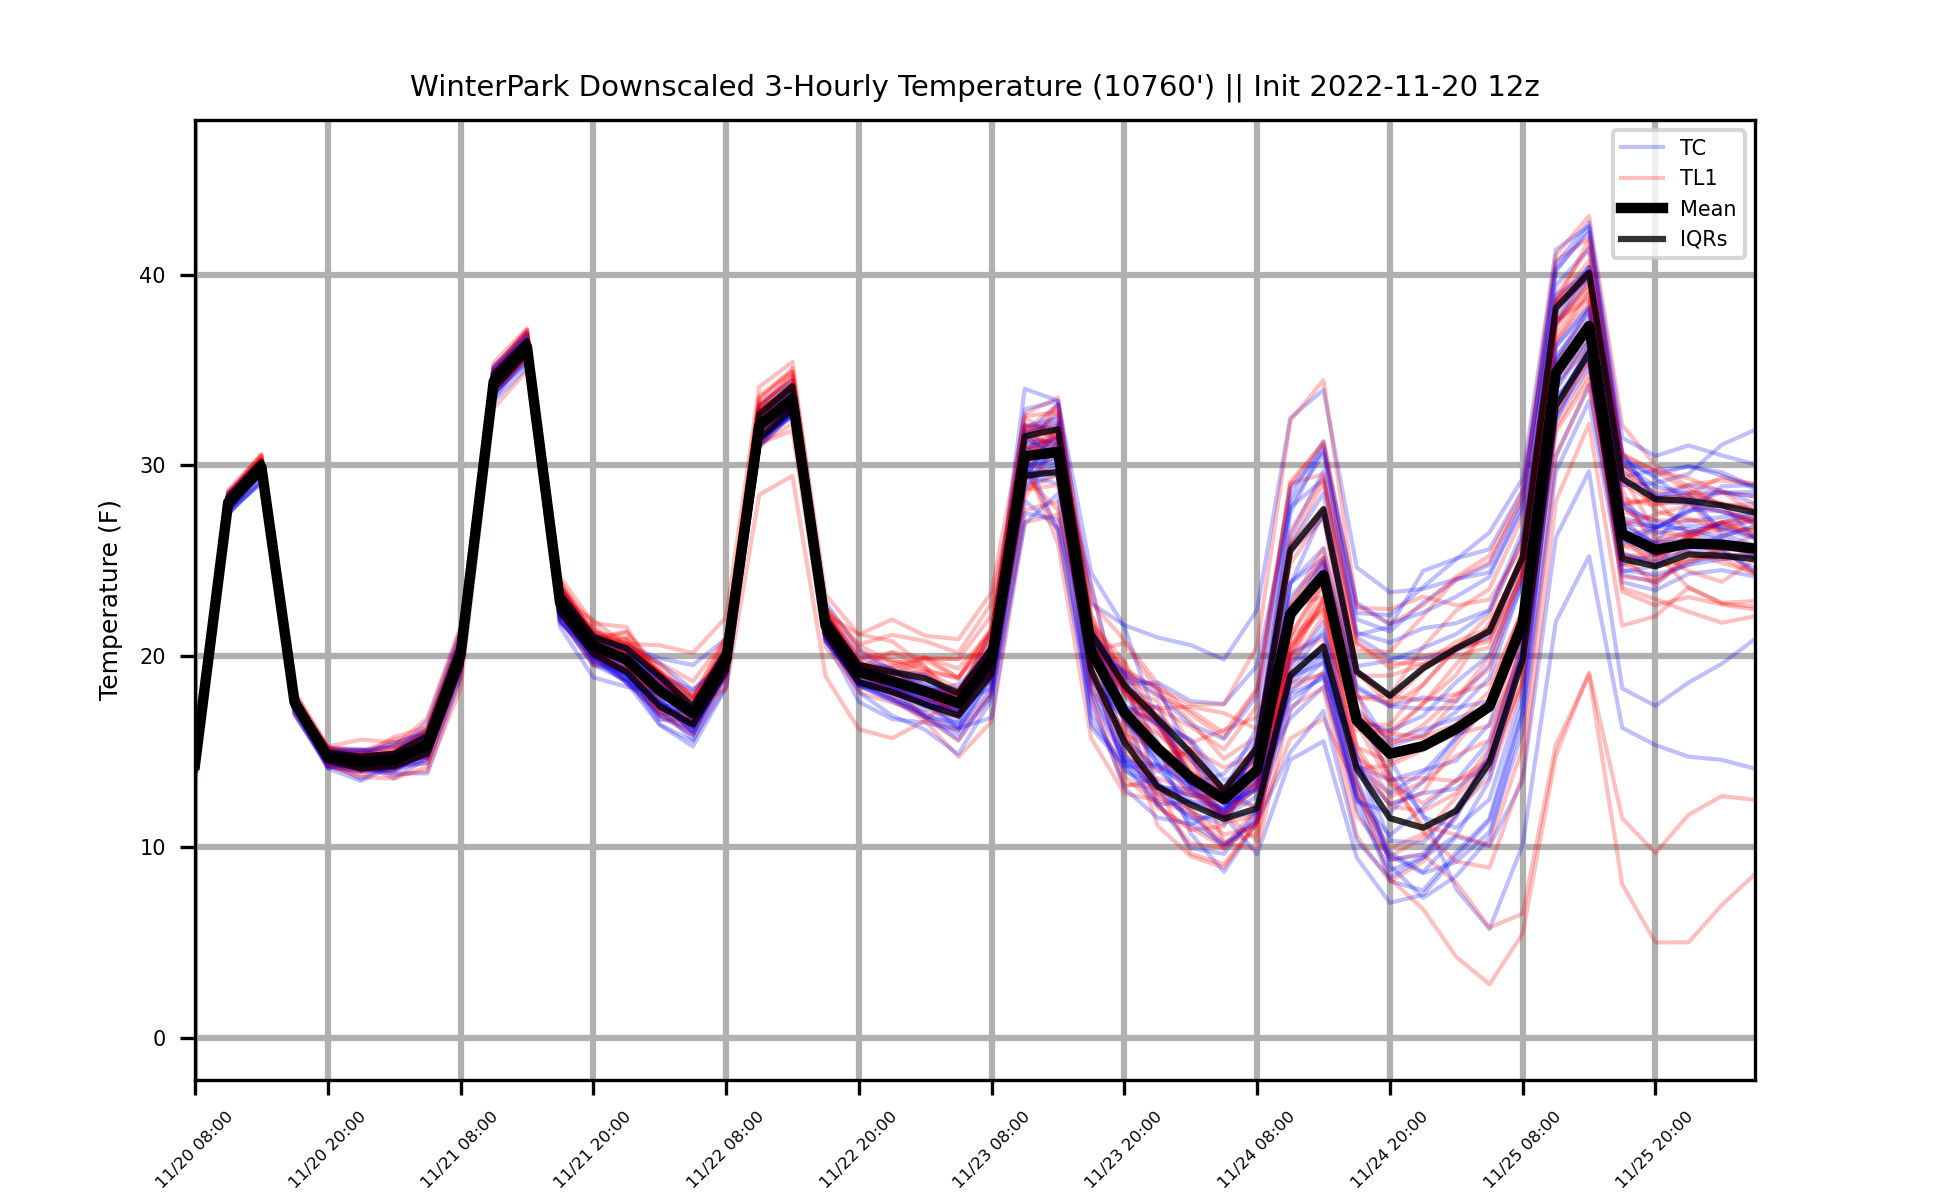 WinterPark Downscaled 3-Hourly Temperature (10760') || Init 2022-11-20 12z
TC
TL1
Mean
IQRs
Temperature (F)
40
30
20
10
0
11/20 08:00
11/20 20:00
11/21 08:00
11/21 20:00
11/22 08:00
11/22 20:00
11/23 08:00
11/23 20:00
11/24 08:00
11/24 20:00
11/25 08:00
11/25 20:00